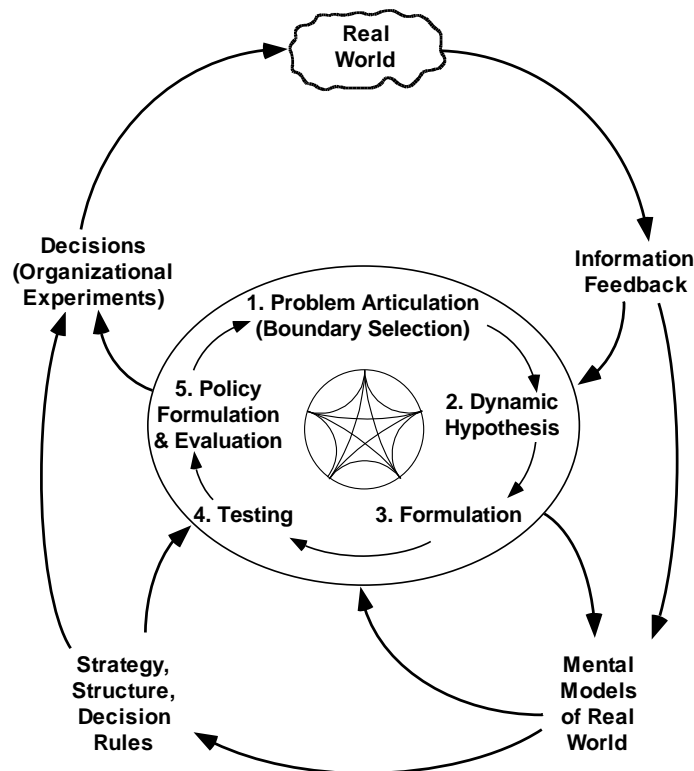 Real
World
Decisions
(Organizational
Experiments)
Information
Feedback
1. Problem Articulation
(Boundary Selection)
5. Policy
Formulation
& Evaluation
2. Dynamic
Hypothesis
4. Testing
3. Formulation
Strategy,
Structure,
Decision
Rules
Mental
Models
of Real
World